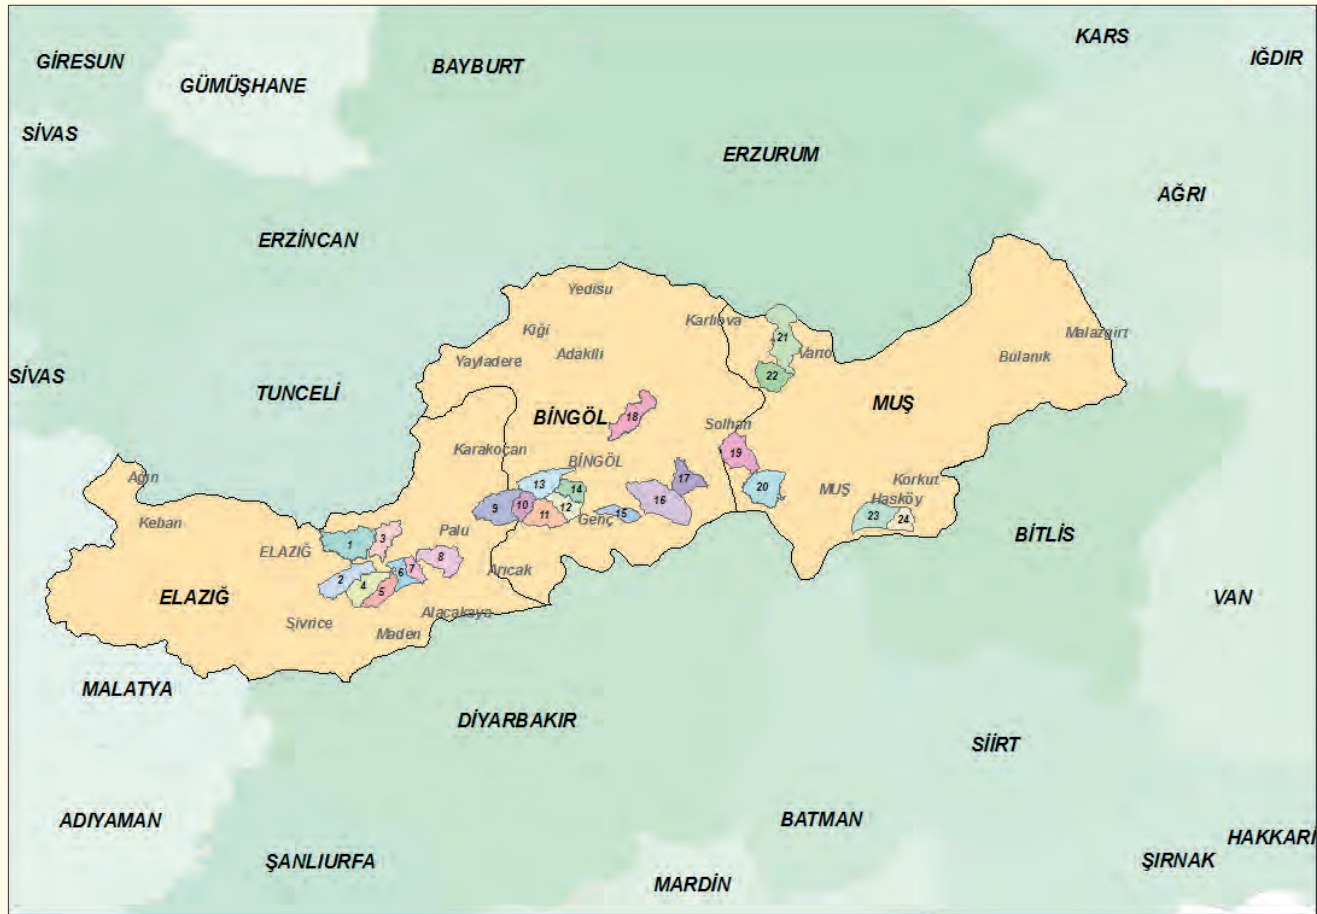 KARS
GİRESUN
IĞDIR
BAYBURT
GÜMÜŞHANE
SİVAS
ERZURUM
AĞRI
ERZİNCAN
Yedisu
Karlıova
Kiğı
Malazgirt
21
Varto
Adaklı
Bulanık
Yayladere
SİVAS
22
TUNCELİ
MUŞ
BİNGÖL
18
Solhan
Karakoçan
19
BİNGÖL
Ağın
17
Korkut
13
14
20
MUŞ
Hasköy
16
9
10
12
11
15
23
24
Keban
Genç
Palu
BİTLİS
1
3
ELAZIĞ
8
Arıcak
6
7
2
4
5
ELAZIĞ
VAN
Alacakaya
Sivrice
Maden
MALATYA
DİYARBAKIR
SİİRT
ADIYAMAN
BATMAN
HAKKARİ
ŞANLIURFA
ŞIRNAK
MARDİN